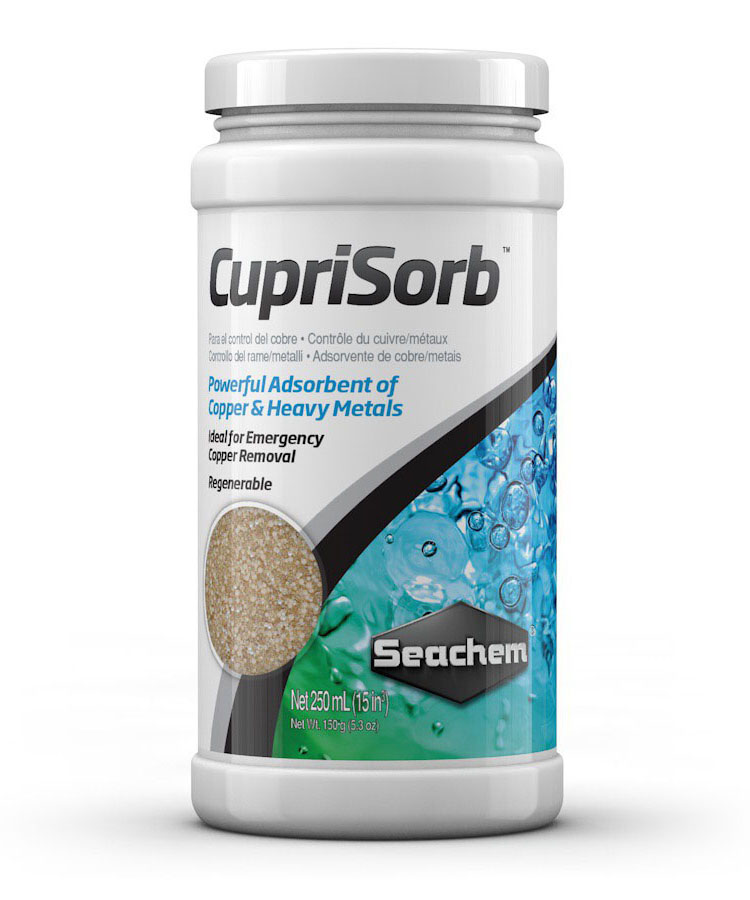 CupriSorb™
Para el control del cobre • Contrôle du cuivre/métaux
Controllo del rame/metalli • Adsorvente de cobre/metais
Powerful Adsorbent of
Copper & Heavy Metals
Ideal for Emergency
Copper Removal
Regenerable
Seachem®
Net 250 mL (15 in³)
Net Wt. 150 g (5.3 oz)